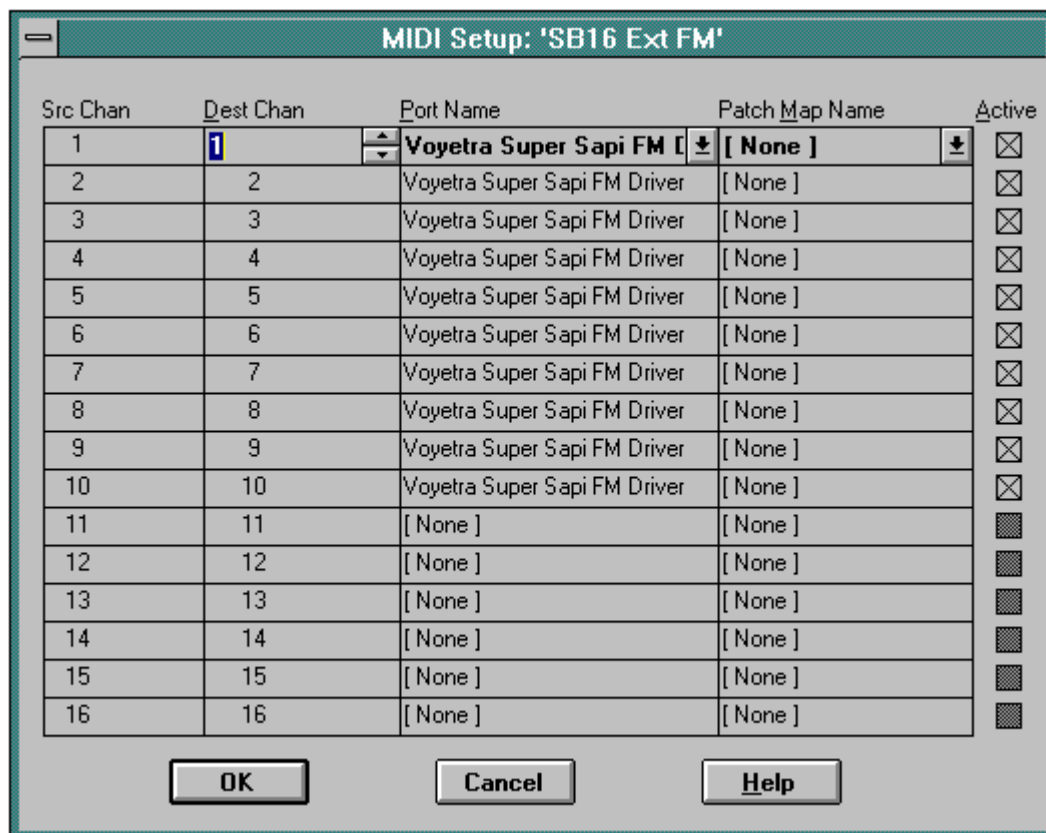 MIDI Setup: 'SB16 Ext FM'
Src Chan Dest Chan Port Name Patch Map Name Active
1 1 Voyetra Super Sapi FM [ [ None ]
2 2 Voyetra Super Sapi FM Driver [ None ]
3 3 Voyetra Super Sapi FM Driver [ None ]
4 4 Voyetra Super Sapi FM Driver [ None ]
5 5 Voyetra Super Sapi FM Driver [ None ]
6 6 Voyetra Super Sapi FM Driver [ None ]
7 7 Voyetra Super Sapi FM Driver [ None ]
8 8 Voyetra Super Sapi FM Driver [ None ]
9 9 Voyetra Super Sapi FM Driver [ None ]
10 10 Voyetra Super Sapi FM Driver [ None ]
11 11 [ None ] [ None ]
12 12 [ None ] [ None ]
13 13 [ None ] [ None ]
14 14 [ None ] [ None ]
15 15 [ None ] [ None ]
16 16 [ None ] [ None ]
OK Cancel Help